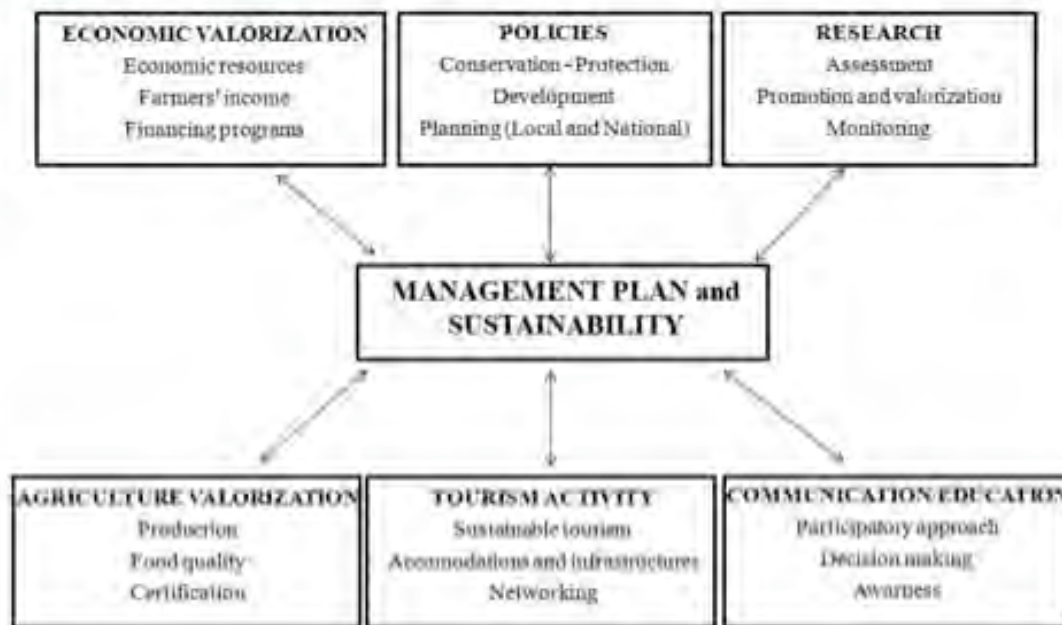 ECONOMIC VALORIZATION
Economic resources
Farmers' income
Financing programs
POLICIES
Conservation - Protection
Development
Planning (Local and National)
RESEARCH
Assessment
Promotion and valorization
Monitoring
MANAGEMENT PLAN and
SUSTAINABILITY
AGRICULTURE VALORIZATION
Production
Food quality
Certification
TOURISM ACTIVITY
Sustainable tourism
Accomodations and infrastructures
Networking
COMMUNICATION/EDUCATION
Participatory approach
Decision making
Awarness